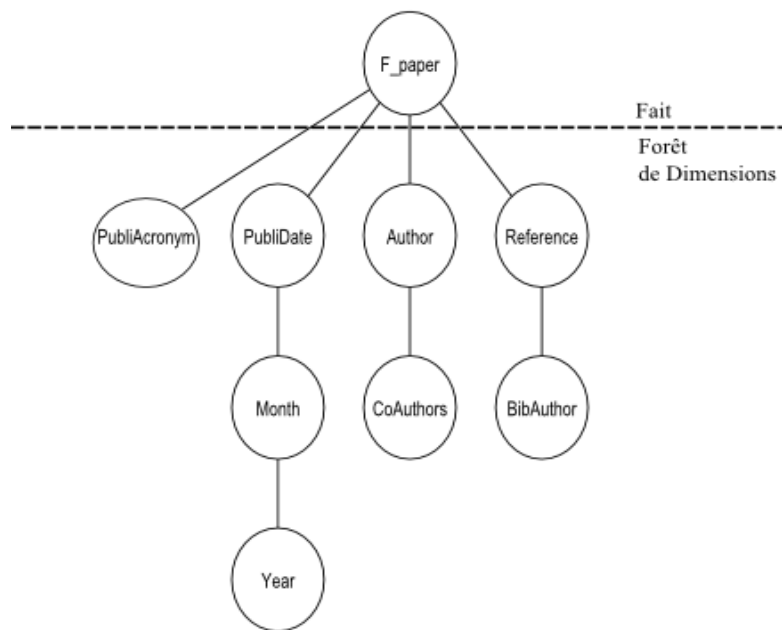 F_paper
Fait
Forêt
de Dimensions
PubliAcronym
PubliDate
Author
Reference
Month
CoAuthors
BibAuthor
Year